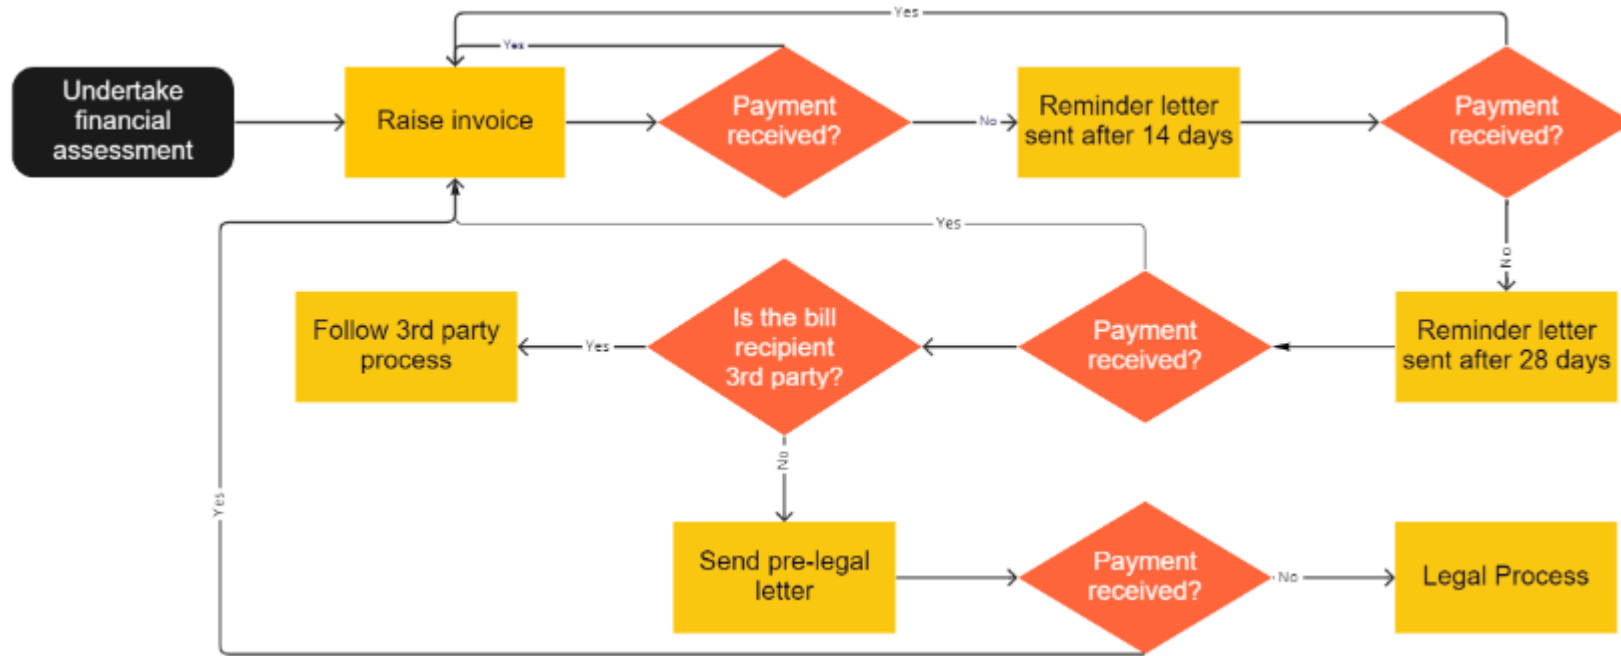 Yes
Yes
Undertake
financial
assessment
Raise invoice
Payment
received?
No
Reminder letter
sent after 14 days
Payment
received?
Yes
No
Follow 3rd party
process
Yes
Is the bill
recipient
3rd party?
Payment
received?
Reminder letter
sent after 28 days
No
Yes
Send pre-legal
letter
Payment
received?
No
Legal Process